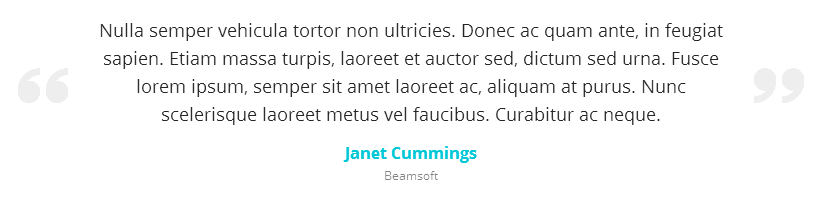 Nulla semper vehicula tortor non ultricies. Donec ac quam ante, in feugiat
sapien. Etiam massa turpis, laoreet et auctor sed, dictum sed urna. Fusce
lorem ipsum, semper sit amet laoreet ac, aliquam at purus. Nunc
scelerisque laoreet metus vel faucibus. Curabitur ac neque.
Janet Cummings
Beamsoft